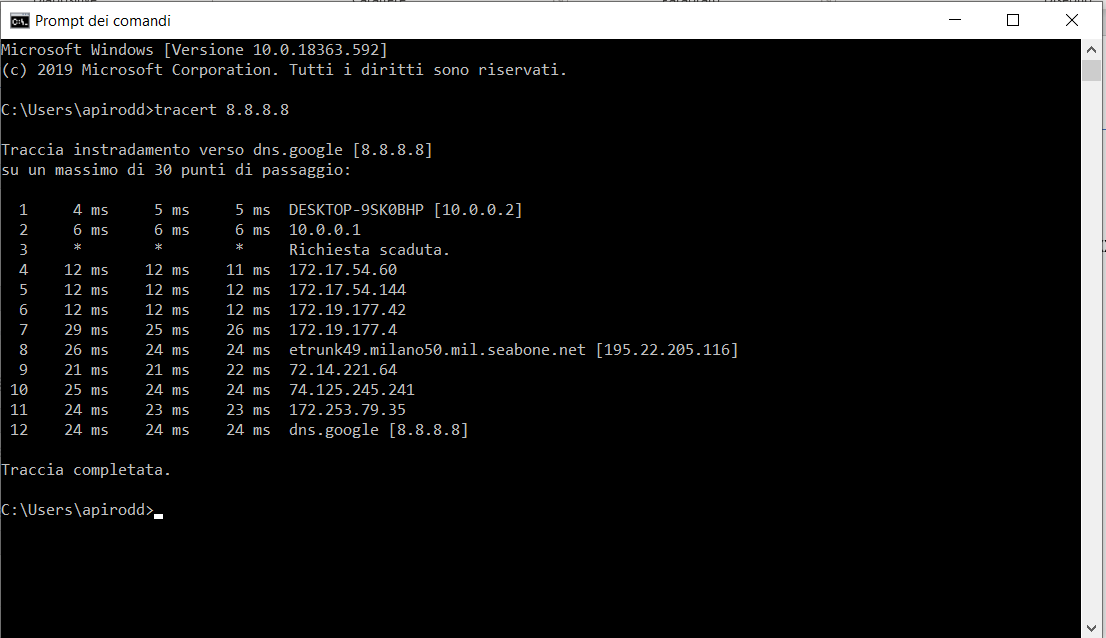 Prompt dei comandi
Microsoft Windows [Versione 10.0.18363.592]
(c) 2019 Microsoft Corporation. Tutti i diritti sono riservati.
C:\Users\apirodd>tracert 8.8.8.8
Traccia instradamento verso dns.google [8.8.8.8]
su un massimo di 30 punti di passaggio:
1 4 ms 5 ms 5 ms DESKTOP-9SK0BHP [10.0.0.2]
2 6 ms 6 ms 6 ms 10.0.0.1
3 * * * Richiesta scaduta.
4 12 ms 12 ms 11 ms 172.17.54.60
5 12 ms 12 ms 12 ms 172.17.54.144
6 12 ms 12 ms 12 ms 172.19.177.42
7 29 ms 25 ms 26 ms 172.19.177.4
8 26 ms 24 ms 24 ms etrunk49.milano50.mil.seabone.net [195.22.205.116]
9 21 ms 21 ms 22 ms 72.14.221.64
10 25 ms 24 ms 24 ms 74.125.245.241
11 24 ms 23 ms 23 ms 172.253.79.35
12 24 ms 24 ms 24 ms dns.google [8.8.8.8]
Traccia completata.
C:\Users\apirodd>